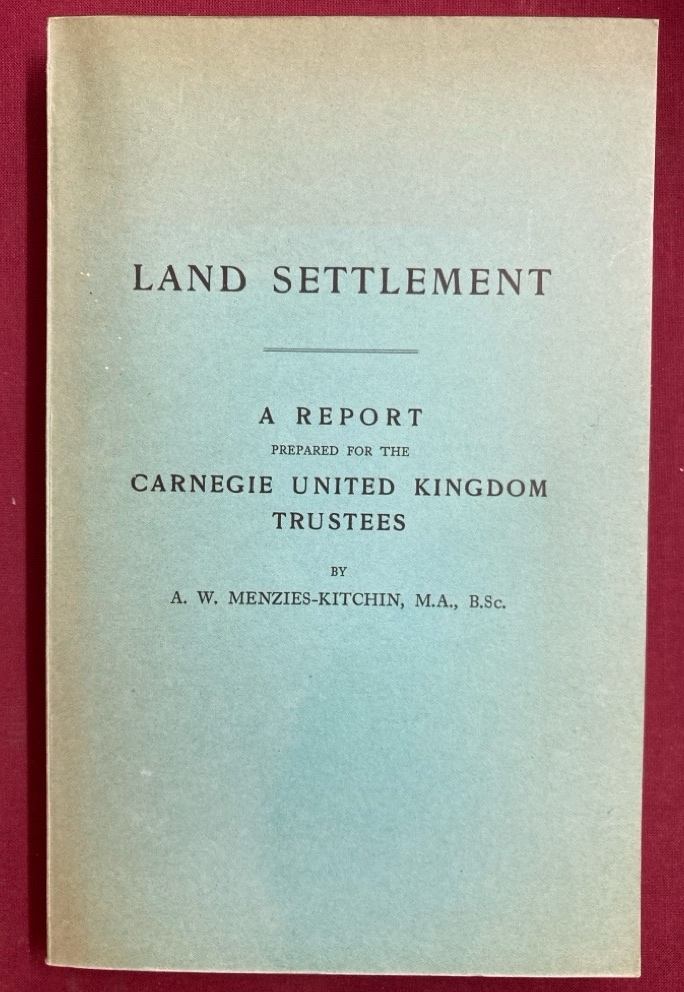 LAND SETTLEMENT
A REPORT
PREPARED FOR THE
CARNEGIE UNITED KINGDOM
TRUSTEES
BY
A. W. MENZIES-KITCHIN, M.A., B.Sc.